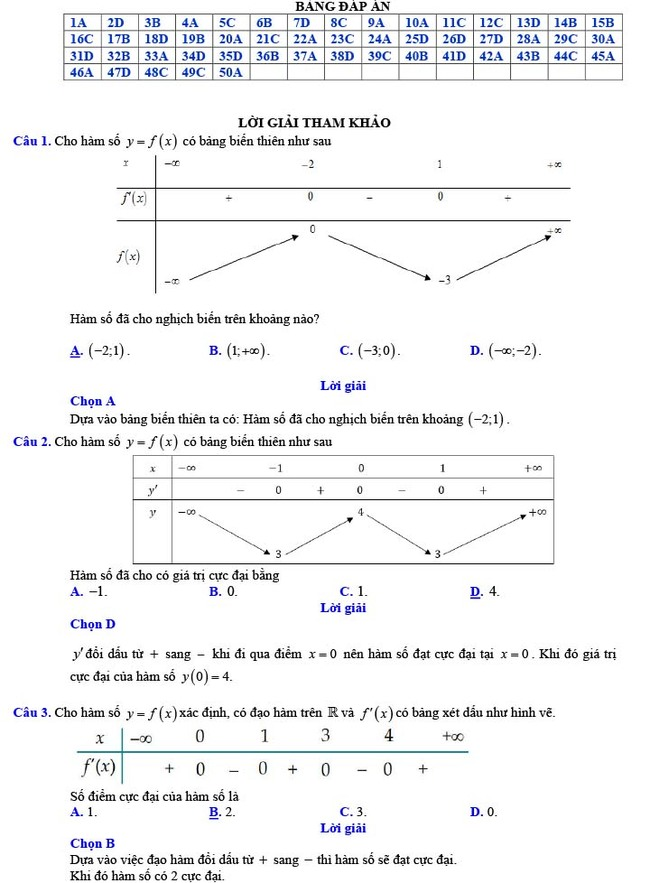 BẢNG ĐÁP ÁN
1A 2D 3B 4A 5C 6B 7D 8C 9A 10A 11C 12C 13D 14B 15B
16C 17B 18D 19B 20A 21C 22A 23C 24A 25D 26D 27D 28A 29C 30A
31D 32B 33A 34D 35D 36B 37A 38D 39C 40B 41D 42A 43B 44C 45A
46A 47D 48C 49C 50A
LỜI GIẢI THAM KHẢO
Câu 1. Cho hàm số y = f(x) có bảng biến thiên như sau
x −∞ −2 1 +∞
f'(x) + 0 − 0 +
0 +∞
f(x)
−∞ −3
Hàm số đã cho nghịch biến trên khoảng nào?
A. (−2;1). B. (1;+∞). C. (−3;0). D. (−∞;−2).
Lời giải
Chọn A
Dựa vào bảng biến thiên ta có: Hàm số đã cho nghịch biến trên khoảng (−2;1).
Câu 2. Cho hàm số y = f(x) có bảng biến thiên như sau
x −∞ −1 0 1 +∞
y' − 0 + 0 − 0 +
y −∞ 4 +∞
3 3
Hàm số đã cho có giá trị cực đại bằng
A. −1. B. 0. C. 1. D. 4.
Lời giải
Chọn D
y' đổi dấu từ + sang − khi đi qua điểm x = 0 nên hàm số đạt cực đại tại x = 0. Khi đó giá trị
cực đại của hàm số y(0) = 4.
Câu 3. Cho hàm số y = f(x) xác định, có đạo hàm trên ℝ và f'(x) có bảng xét dấu như hình vẽ.
x −∞ 0 1 3 4 +∞
f'(x) + 0 − 0 + 0 − 0 +
Số điểm cực đại của hàm số là
A. 1. B. 2. C. 3. D. 0.
Lời giải
Chọn B
Dựa vào việc đạo hàm đổi dấu từ + sang − thì hàm số sẽ đạt cực đại.
Khi đó hàm số có 2 cực đại.